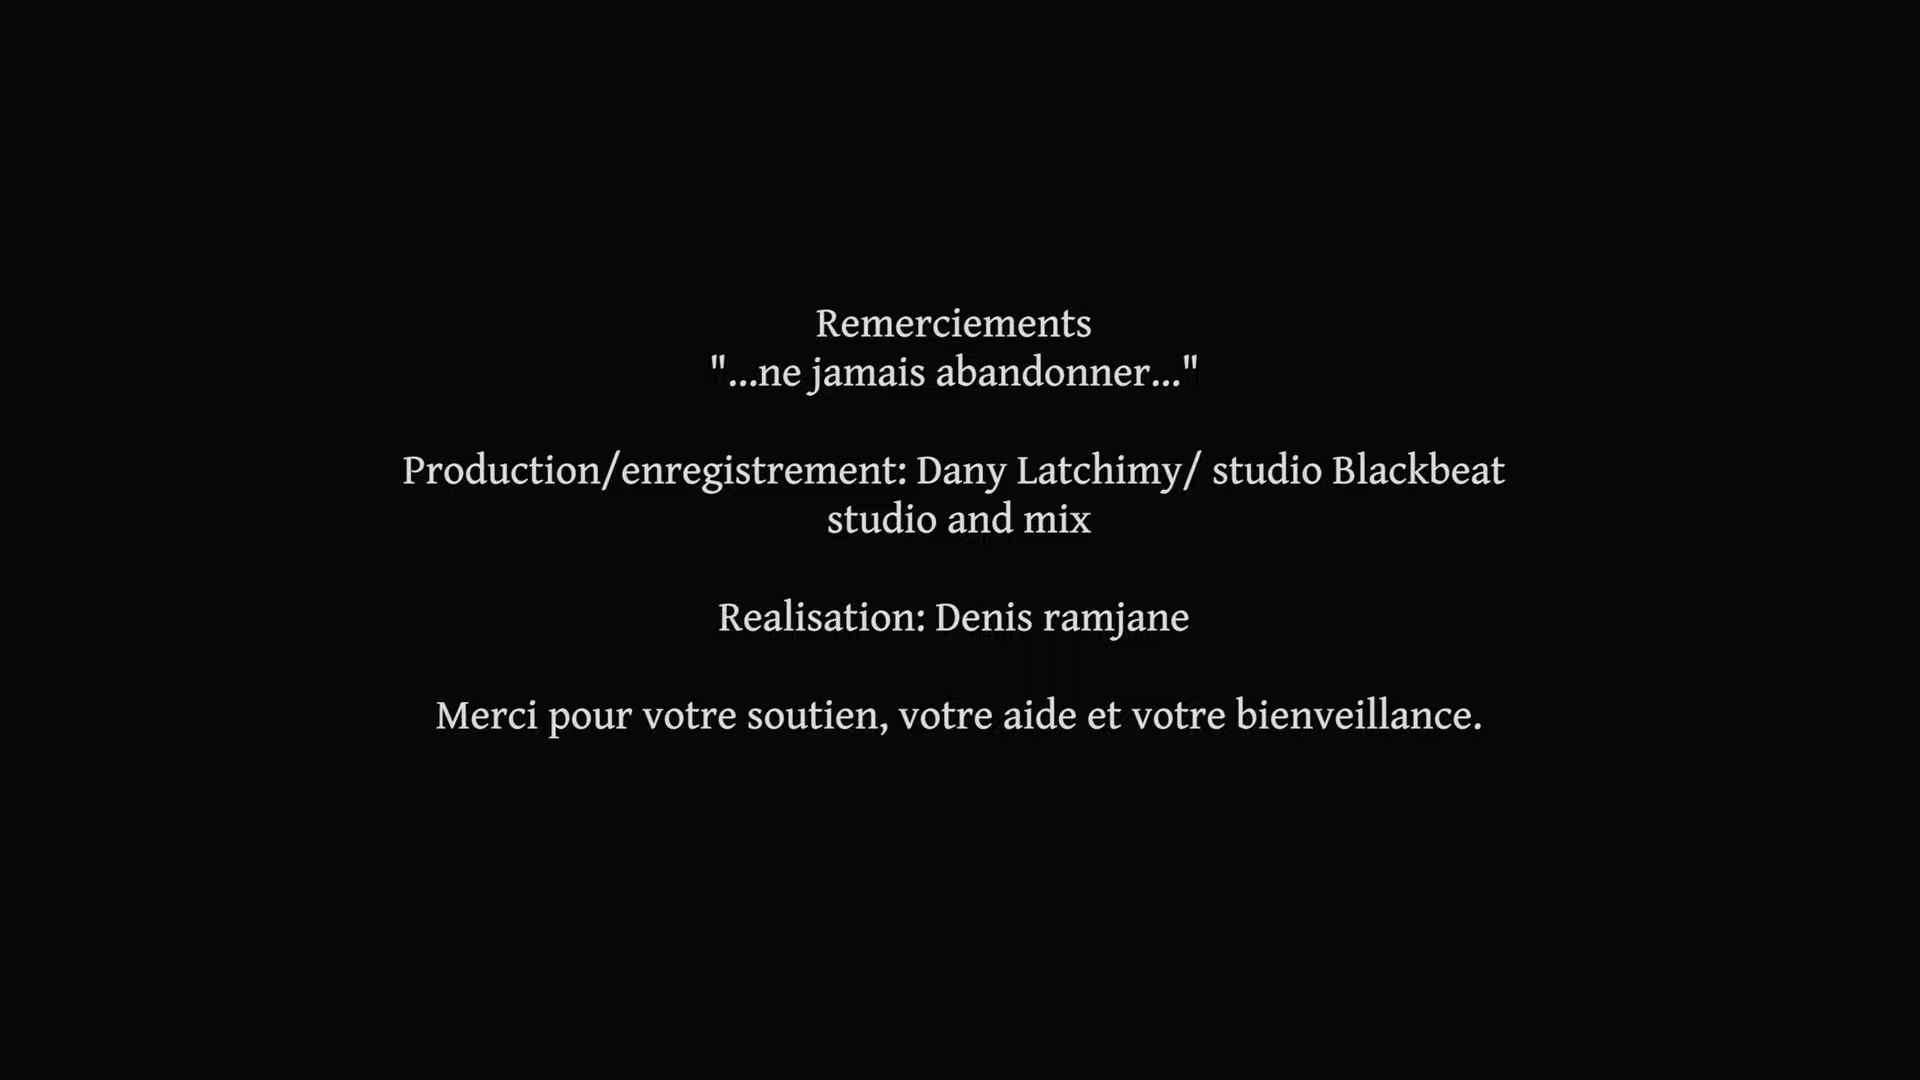 Remerciements
"...ne jamais abandonner..."
Production/enregistrement: Dany Latchimy/ studio Blackbeat
studio and mix
Realisation: Denis ramjane
Merci pour votre soutien, votre aide et votre bienveillance.